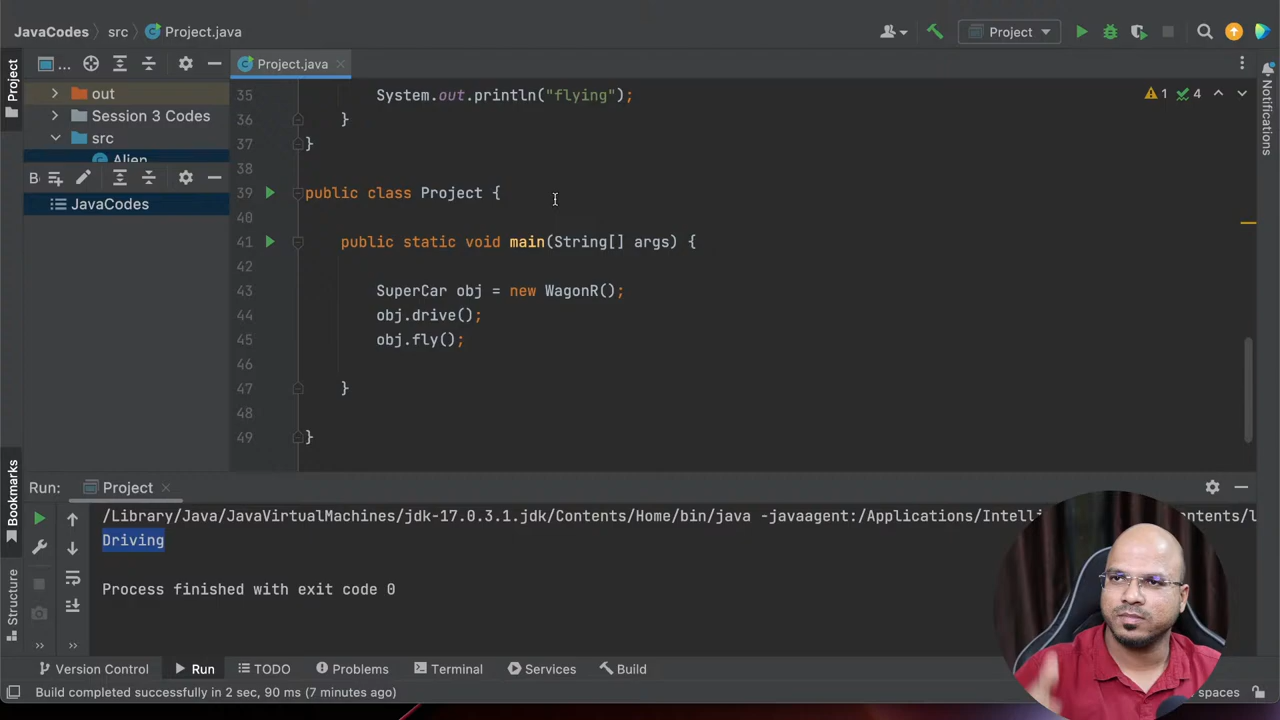 JavaCodes src Project.java
Project
Project
...
Project.java
out
Session 3 Codes
src
Alien
B
JavaCodes
1 4
35 System.out.println("flying");
36 }
37 }
38
39 public class Project {
40
41 public static void main(String[] args) {
42
43 SuperCar obj = new WagonR();
44 obj.drive();
45 obj.fly();
46
47 }
48
49 }
Notifications
Bookmarks
Structure
Run: Project
/Library/Java/JavaVirtualMachines/jdk-17.0.3.1.jdk/Contents/Home/bin/java -javaagent:/Applications/Intell
Driving
Process finished with exit code 0
Version Control Run TODO Problems Terminal Services Build
Build completed successfully in 2 sec, 90 ms (7 minutes ago)
spaces